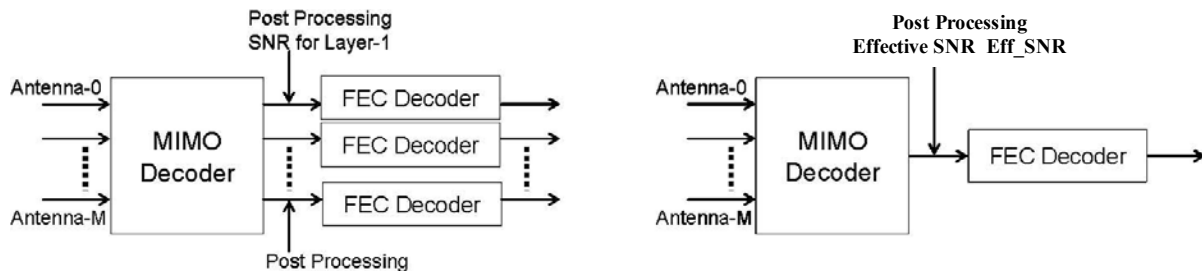 Post Processing
SNR for Layer-1
Antenna-0
MIMO
Decoder
Antenna-M
FEC Decoder
FEC Decoder
FEC Decoder
Post Processing
Post Processing
Effective SNR Eff_SNR
Antenna-0
MIMO
Decoder
Antenna-M
FEC Decoder